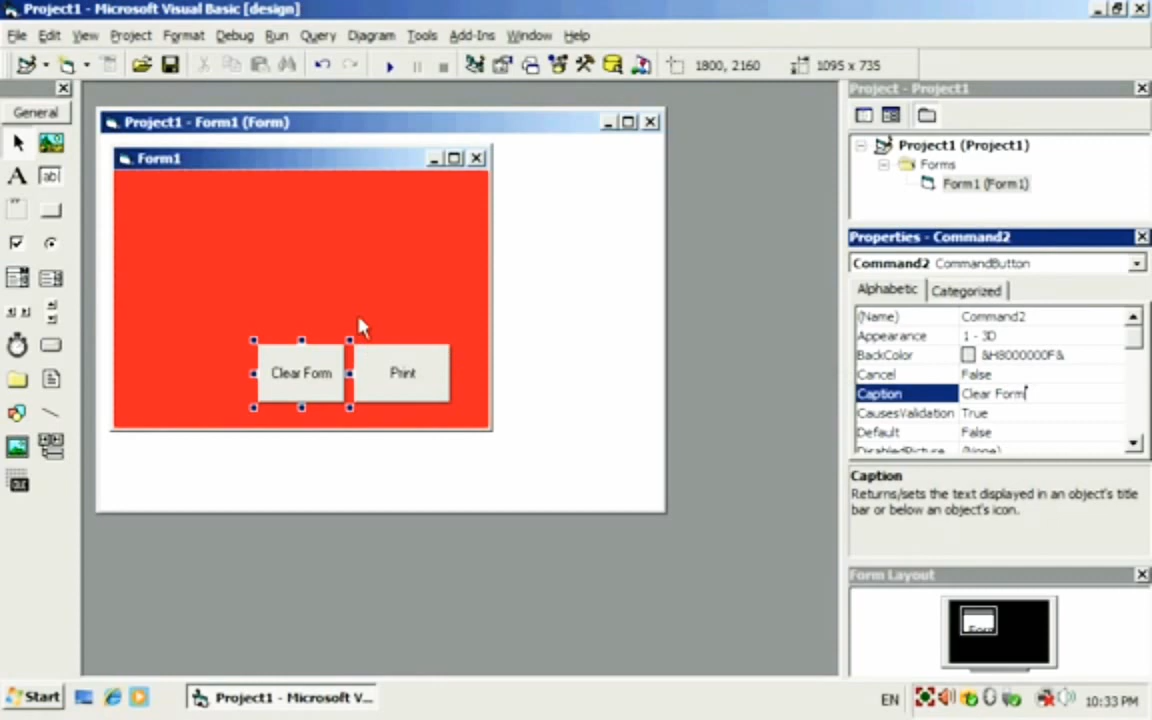 Project1 - Microsoft Visual Basic [design]
File Edit View Project Format Debug Run Query Diagram Tools Add-Ins Window Help
1800, 2160 1095 x 735
General
Project1 - Form1 (Form)
Form1
Clear Form Print
Project - Project1
Project1 (Project1)
Forms
Form1 (Form1)
Properties - Command2
Command2 CommandButton
Alphabetic Categorized
(Name) Command2
Appearance 1 - 3D
BackColor &H8000000F&
Cancel False
Caption Clear Form
CausesValidation True
Default False
DisabledPicture (None)
Caption
Returns/sets the text displayed in an object's title
bar or below an object's icon.
Form Layout
Start Project1 - Microsoft V... EN 10:33 PM